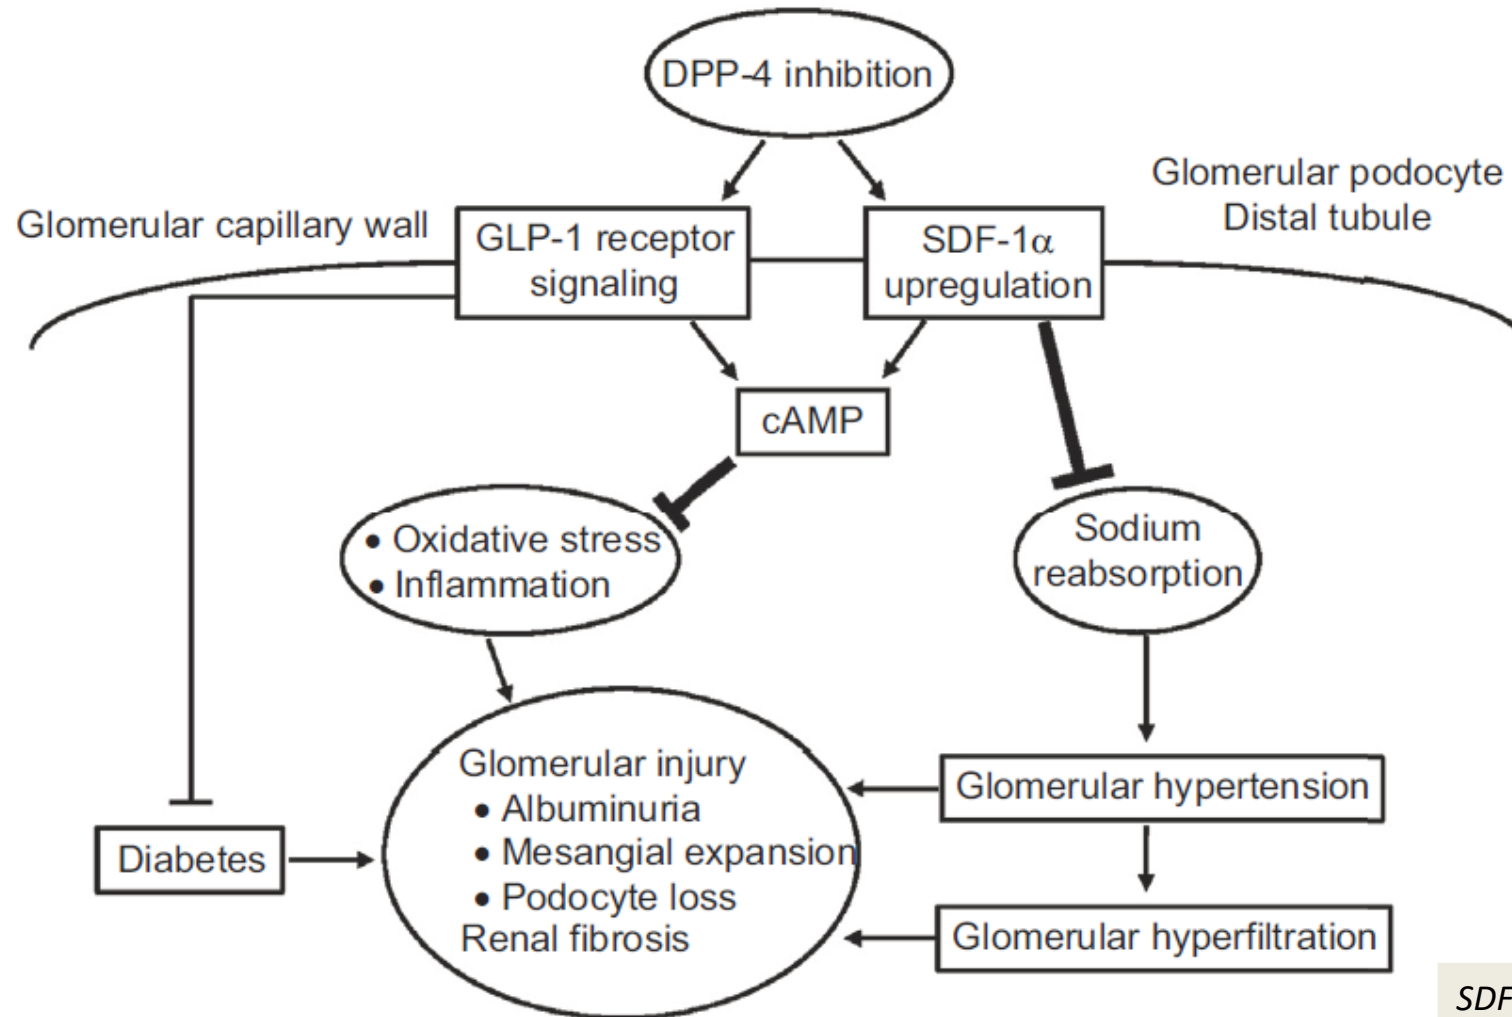 DPP-4 inhibition
Glomerular podocyte
Distal tubule
Glomerular capillary wall
GLP-1 receptor
signaling
SDF-1α
upregulation
cAMP
• Oxidative stress
• Inflammation
Sodium
reabsorption
Glomerular injury
• Albuminuria
• Mesangial expansion
• Podocyte loss
Renal fibrosis
Glomerular hypertension
Diabetes
Glomerular hyperfiltration
SDF